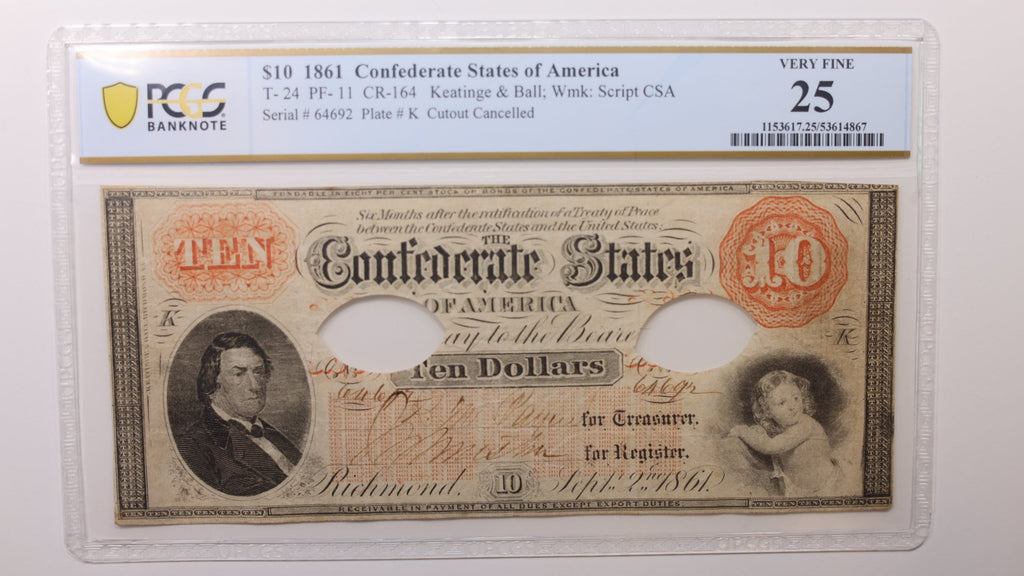 PCGS
BANKNOTE
$10 1861 Confederate States of America
T- 24 PF- 11 CR-164 Keatinge & Ball; Wmk: Script CSA
Serial # 64692 Plate # K Cutout Cancelled
VERY FINE
25
1153617.25/53614867
FUNDABLE IN EIGHT PER CENT STOCK OR BONDS OF THE CONFEDERATE STATES OF AMERICA
Six Months after the ratification of a Treaty of Peace
between the Confederate States and the United States:
TEN
10
THE
Confederate States
OF AMERICA
K
K
ay to the Beare
Ten Dollars
64692
for Treasurer.
for Register.
Richmond, 10 Sept. 2nd 1861.
RECEIVABLE IN PAYMENT OF ALL DUES EXCEPT EXPORT DUTIES